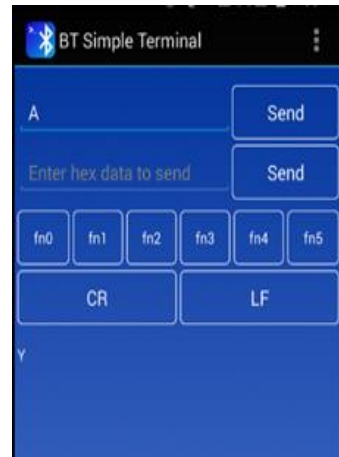 BT Simple Terminal
A
Send
Enter hex data to send
Send
fn0 fn1 fn2 fn3 fn4 fn5
CR LF
Y